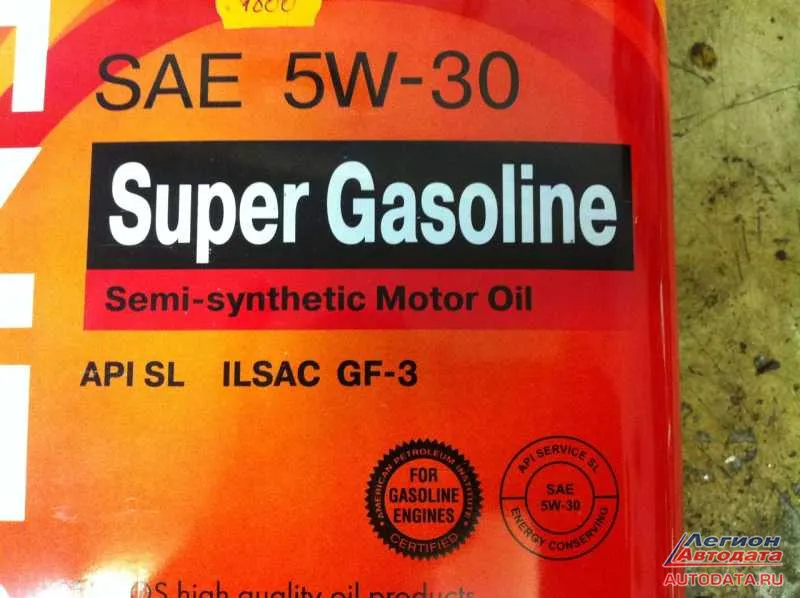 1800
SAE 5W-30
Super Gasoline
Semi-synthetic Motor Oil
API SL ILSAC GF-3
AMERICAN PETROLEUM INSTITUTE
FOR
GASOLINE
ENGINES
CERTIFIED
API SERVICE SL
SAE
5W-30
ENERGY CONSERVING
high quality oil products
Легион
Автодата
AUTODATA.RU